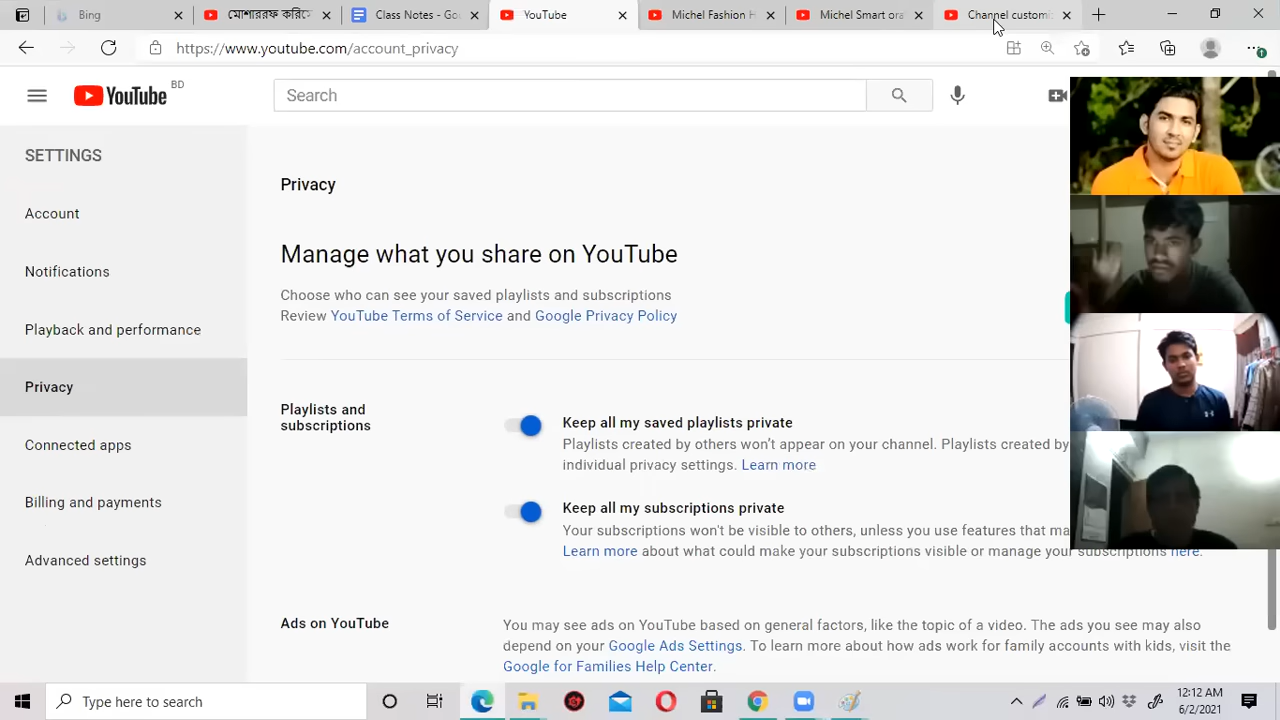 Bing
মোশাররফ করিমে
Class 5 - G
YouTube
Michel Fashion H
Michel Smart or
Channel custom
https://www.youtube.com/account_privacy
YouTube BD
Search
SETTINGS
Account
Notifications
Playback and performance
Privacy
Connected apps
Billing and payments
Advanced settings
Privacy
Manage what you share on YouTube
Choose who can see your saved playlists and subscriptions
Review YouTube Terms of Service and Google Privacy Policy
Playlists and
subscriptions
Keep all my saved playlists private
Playlists created by others won't appear on your channel. Playlists created by
individual privacy settings. Learn more
Keep all my subscriptions private
Your subscriptions won't be visible to others, unless you use features that ma
Learn more about what could make your subscriptions visible or manage your subscriptions here.
Ads on YouTube
You may see ads on YouTube based on general factors, like the topic of a video. The ads you see may also
depend on your Google Ads Settings. To learn more about how ads work for family accounts with kids, visit the
Google for Families Help Center.
Type here to search
12:12 AM
6/2/2021